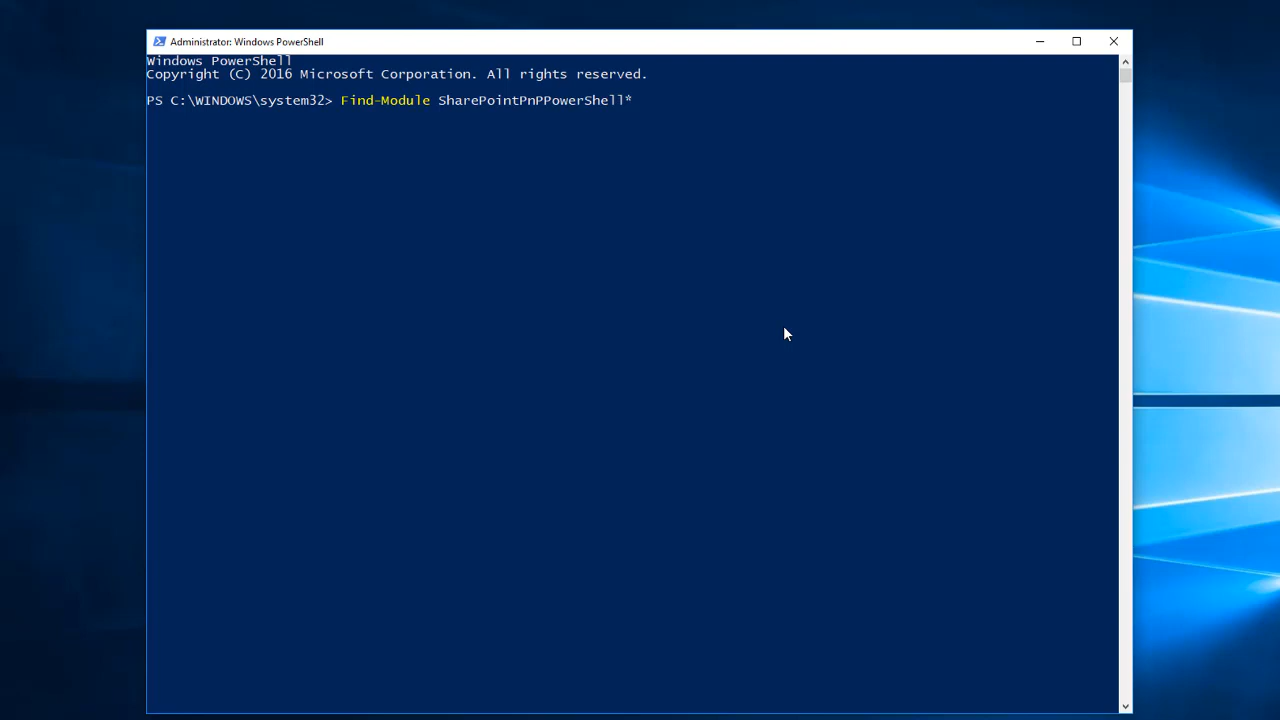 Administrator: Windows PowerShell
Windows PowerShell
Copyright (C) 2016 Microsoft Corporation. All rights reserved.
PS C:\WINDOWS\system32> Find-Module SharePointPnPPowerShell*